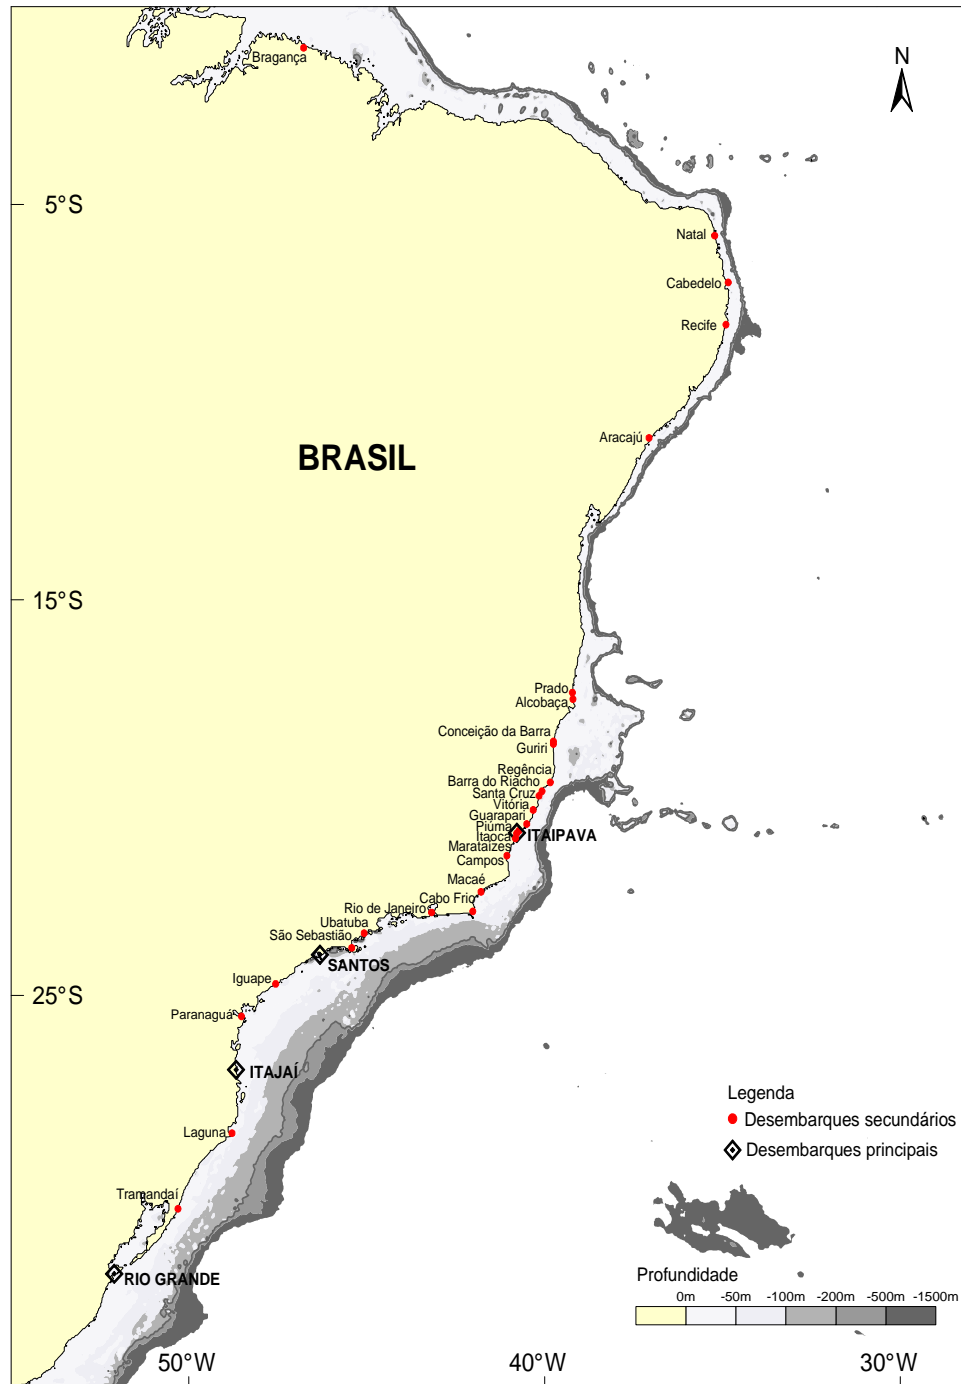 Bragança
N
5°S
Natal
Cabedelo
Recife
Aracajú
BRASIL
15°S
Prado
Alcobaça
Conceição da Barra
Guriri
Regência
Barra do Riacho
Santa Cruz
Vitória
Guarapari
Piúma
ITAIPAVA
Itaoca
Marataízes
Campos
Macaé
Cabo Frio
Rio de Janeiro
Ubatuba
São Sebastião
SANTOS
Iguape
25°S
Paranaguá
ITAJAÍ
Legenda
Desembarques secundários
Laguna
Desembarques principais
Tramandaí
RIO GRANDE
Profundidade
0m -50m -100m -200m -500m -1500m
50°W 40°W 30°W